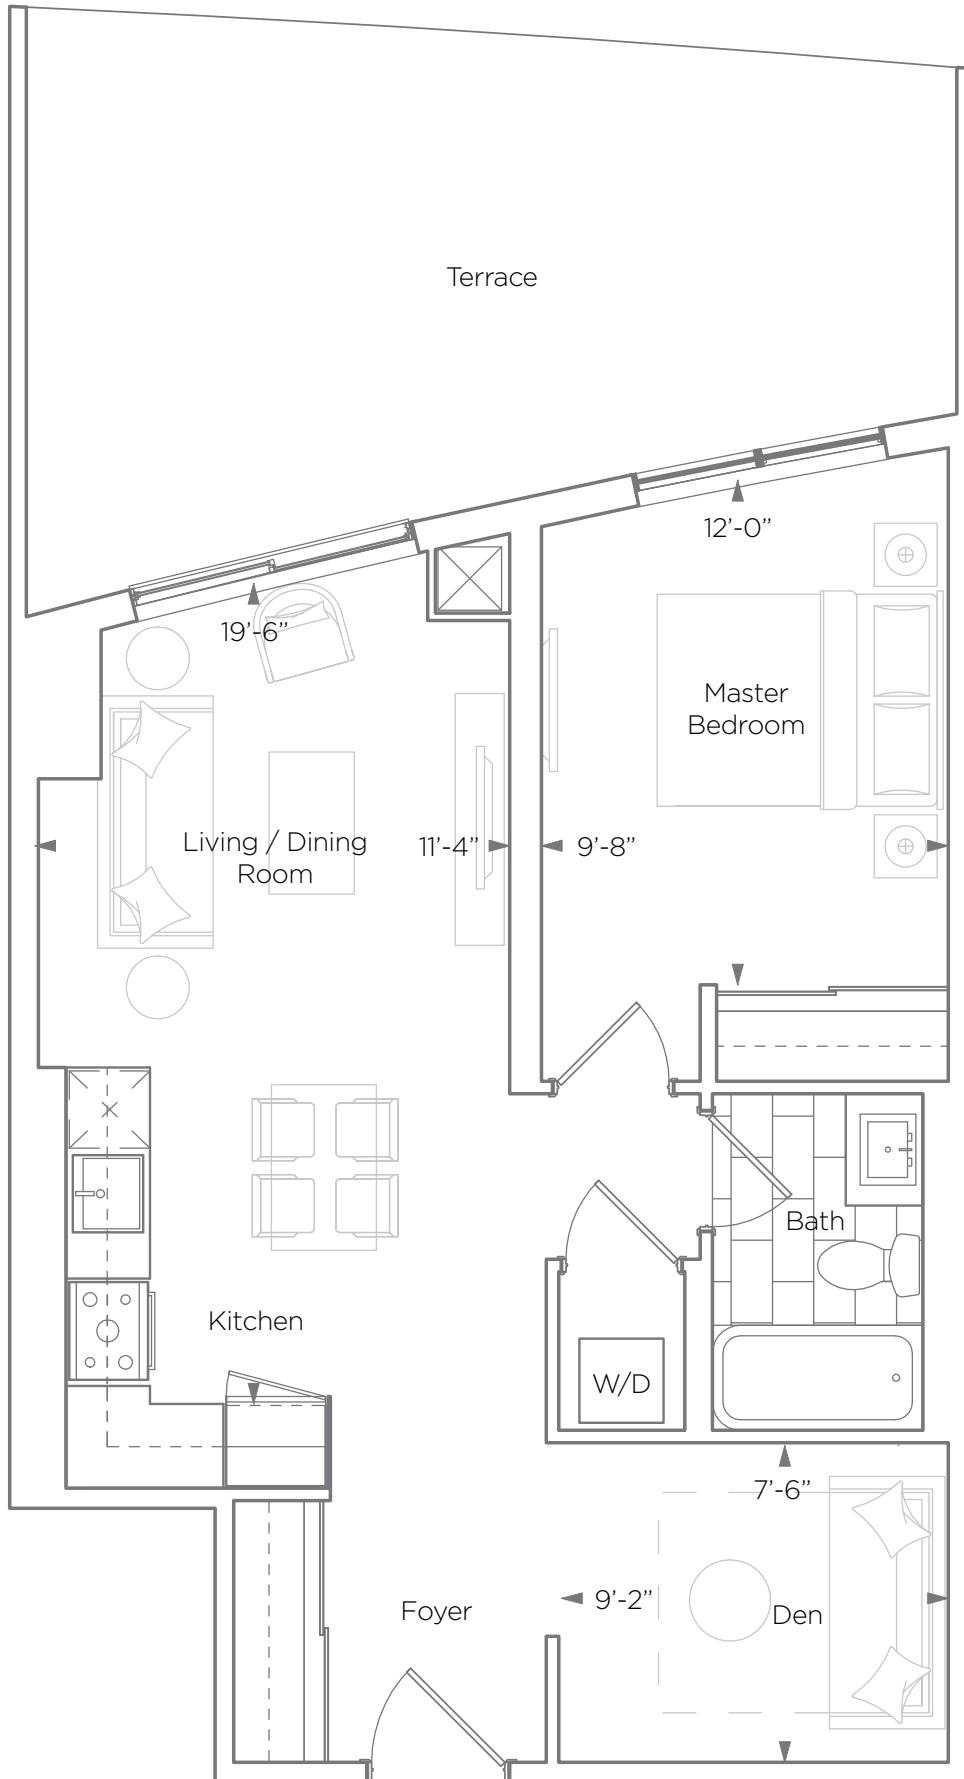 Terrace
12’-0”
19’-6”
Master
Bedroom
Living / Dining
Room
11’-4”
9’-8”
Bath
Kitchen
W/D
7’-6”
9’-2”
Den
Foyer